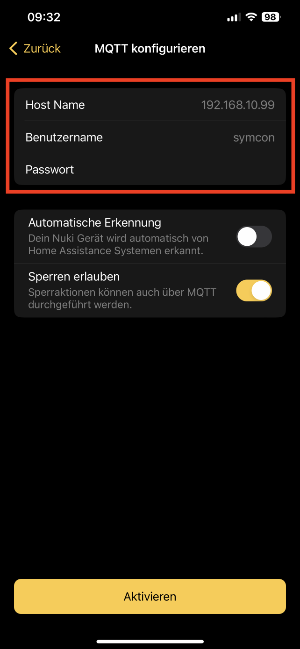 09:32
98
Zurück
MQTT konfigurieren
Host Name
192.168.10.99
Benutzername
symcon
Passwort
Automatische Erkennung
Dein Nuki Gerät wird automatisch von
Home Assistance Systemen erkannt.
Sperren erlauben
Sperraktionen können auch über MQTT
durchgeführt werden.
Aktivieren